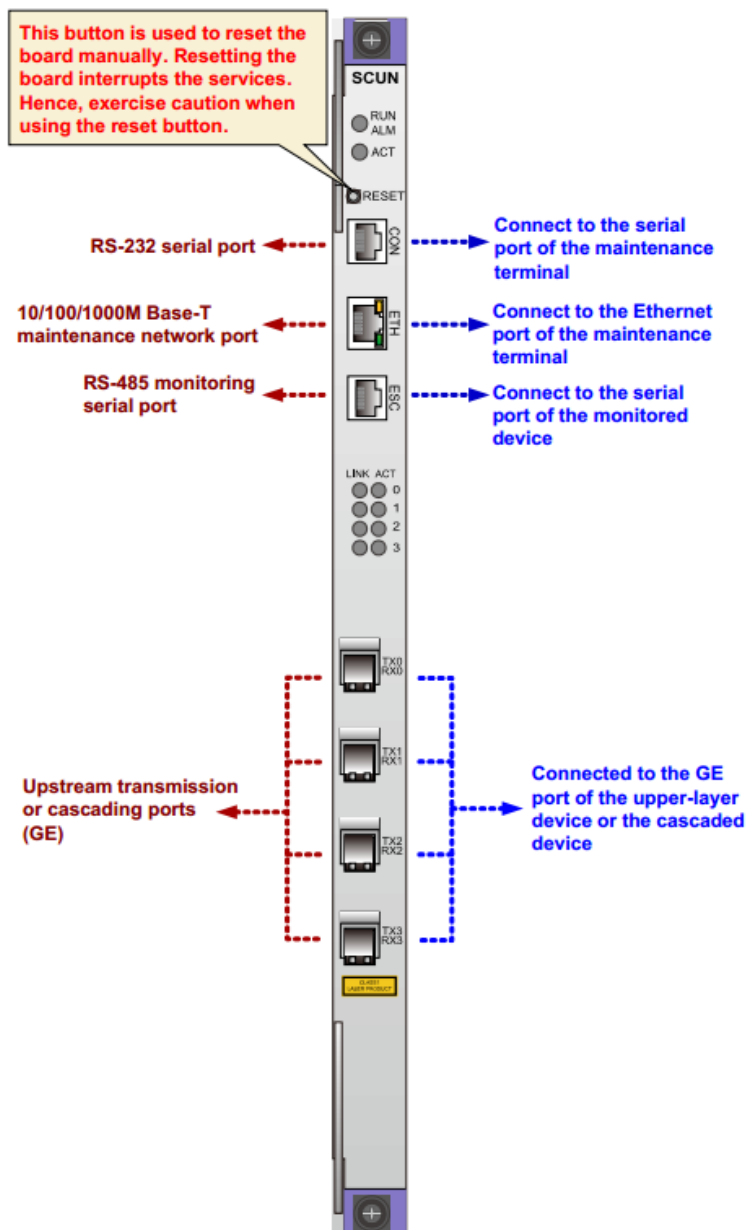 This button is used to reset the
board manually. Resetting the
board interrupts the services.
Hence, exercise caution when
using the reset button.
SCUN
RUN
ALM
ACT
RESET
RS-232 serial port
CON
Connect to the serial
port of the maintenance
terminal
10/100/1000M Base-T
maintenance network port
ETH
Connect to the Ethernet
port of the maintenance
terminal
RS-485 monitoring
serial port
ESC
Connect to the serial
port of the monitored
device
LINK ACT
0
1
2
3
TX0
RX0
TX1
RX1
Upstream transmission
or cascading ports
(GE)
Connected to the GE
port of the upper-layer
device or the cascaded
device
TX2
RX2
TX3
RX3
CLASS1
LASER PRODUCT